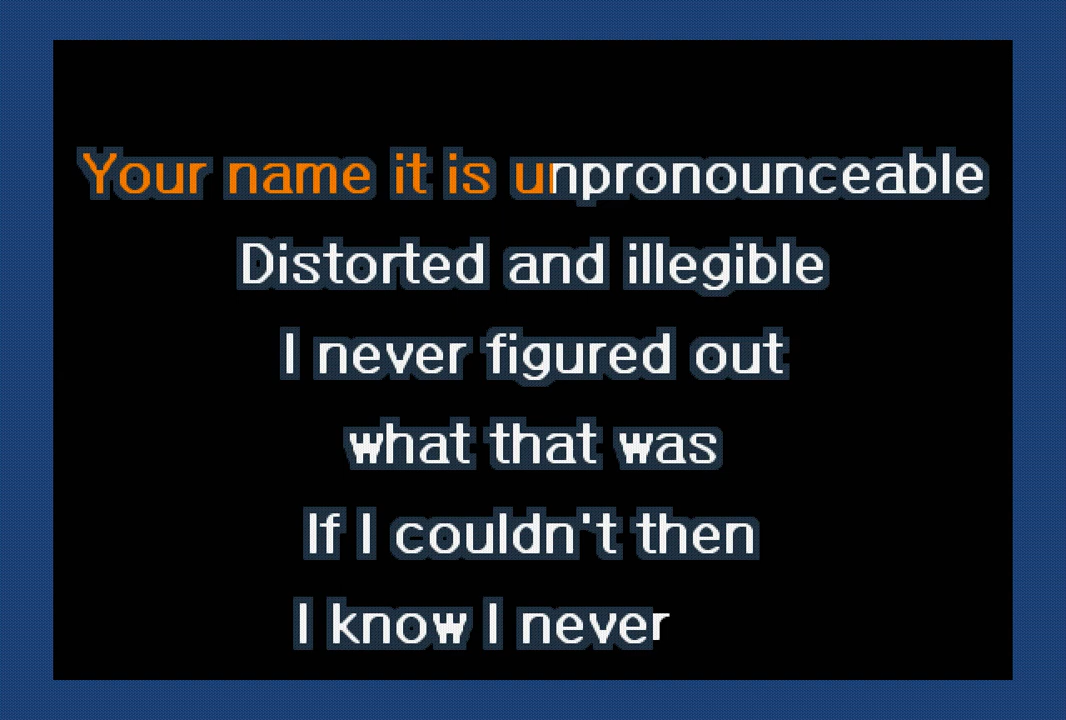 Your name it is unpronounceable
Distorted and illegible
I never figured out
what that was
If I couldn't then
I know I never